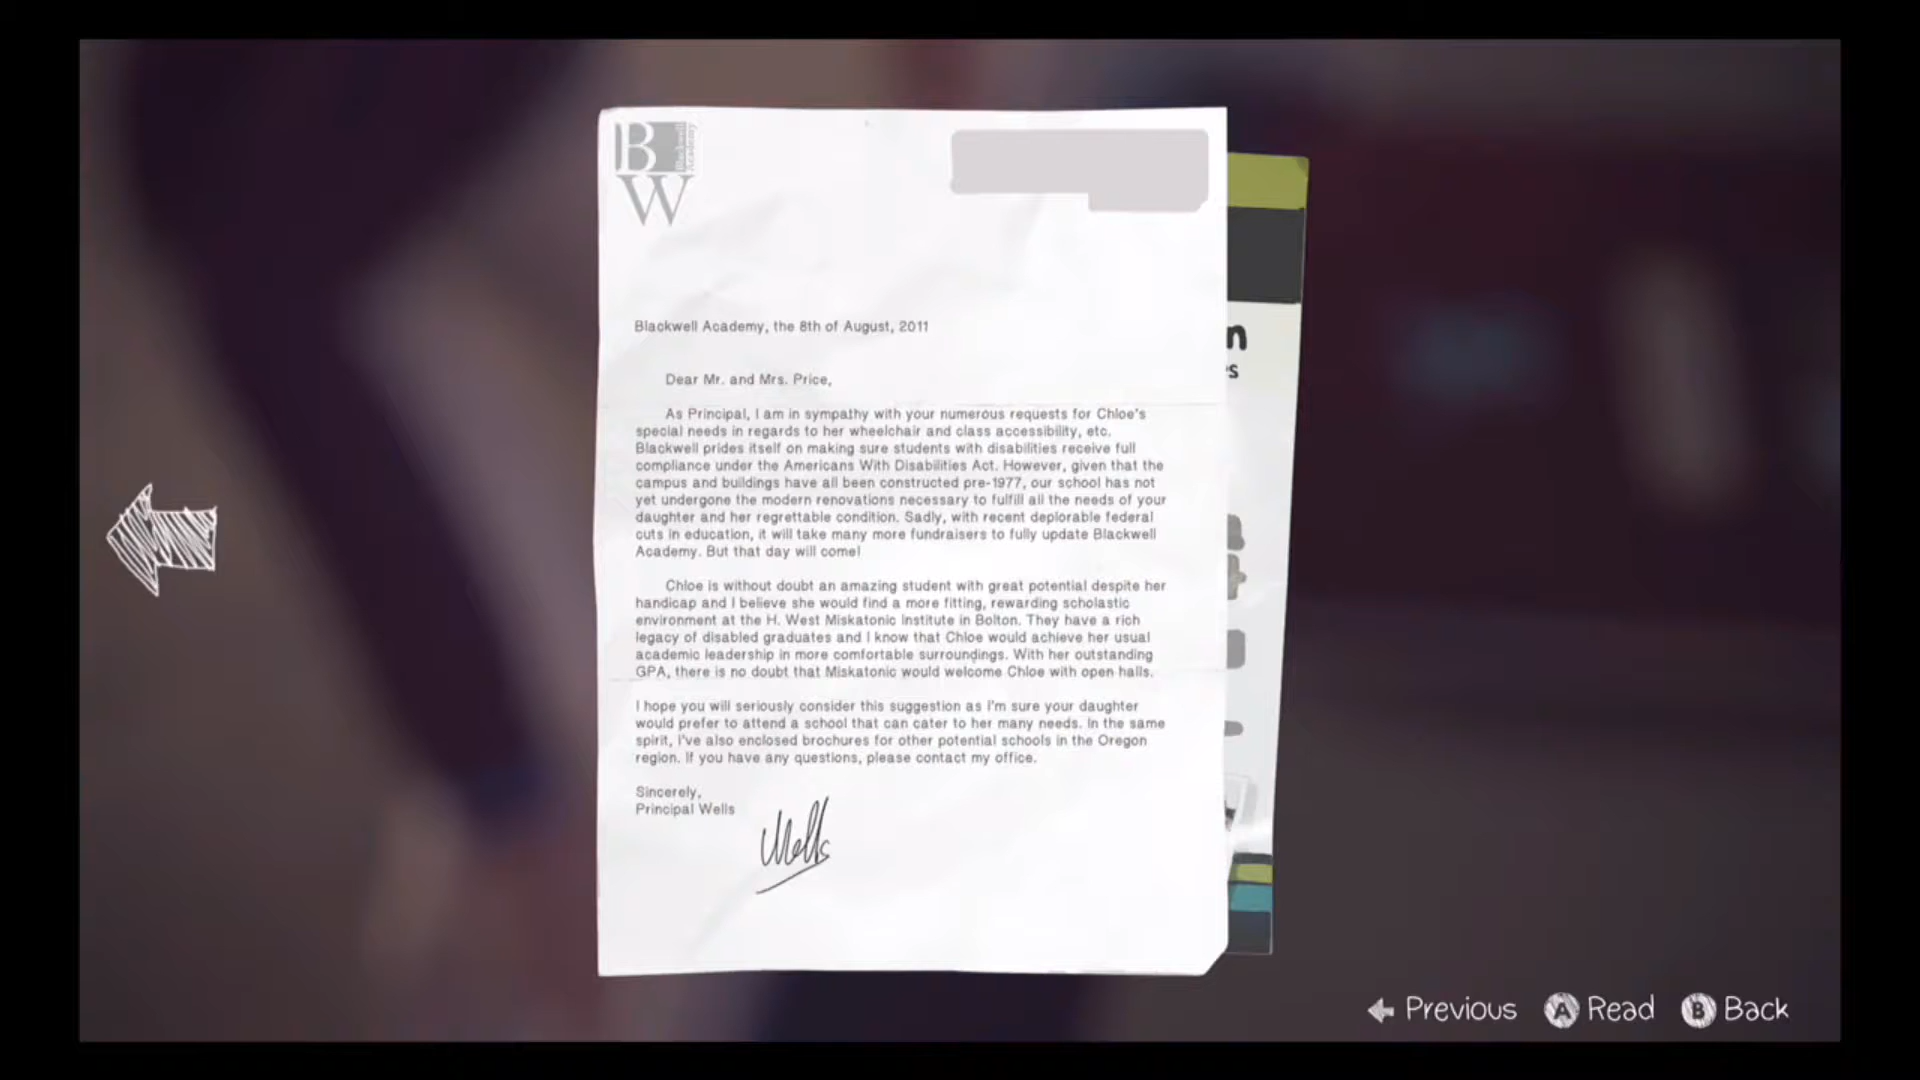 B
Blackwell
Academy
W
Blackwell Academy, the 8th of August, 2011
Dear Mr. and Mrs. Price,
As Principal, I am in sympathy with your numerous requests for Chloe's
special needs in regards to her wheelchair and class accessibility, etc.
Blackwell prides itself on making sure students with disabilities receive full
compliance under the Americans With Disabilities Act. However, given that the
campus and buildings have all been constructed pre-1977, our school has not
yet undergone the modern renovations necessary to fulfill all the needs of your
daughter and her regrettable condition. Sadly, with recent deplorable federal
cuts in education, it will take many more fundraisers to fully update Blackwell
Academy. But that day will come!
Chloe is without doubt an amazing student with great potential despite her
handicap and I believe she would find a more fitting, rewarding scholastic
environment at the H. West Miskatonic Institute in Bolton. They have a rich
legacy of disabled graduates and I know that Chloe would achieve her usual
academic leadership in more comfortable surroundings. With her outstanding
GPA, there is no doubt that Miskatonic would welcome Chloe with open halls.
I hope you will seriously consider this suggestion as I'm sure your daughter
would prefer to attend a school that can cater to her many needs. In the same
spirit, I've also enclosed brochures for other potential schools in the Oregon
region. If you have any questions, please contact my office.
Sincerely,
Principal Wells
Wells
n
s
Previous A Read B Back